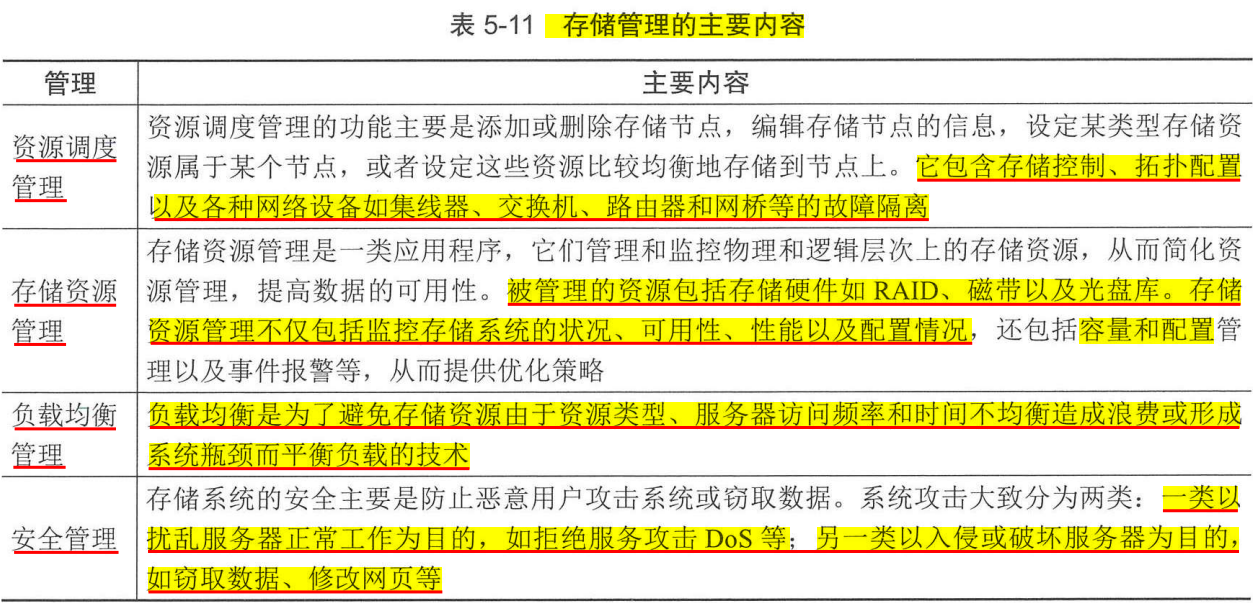 表 5-11 存储管理的主要内容
管理 主要内容
资源调度管理
资源调度管理的功能主要是添加或删除存储节点，编辑存储节点的信息，设定某类型存储资
源属于某个节点，或者设定这些资源比较均衡地存储到节点上。它包含存储控制、拓扑配置
以及各种网络设备如集线器、交换机、路由器和网桥等的故障隔离
存储资源管理
存储资源管理是一类应用程序，它们管理和监控物理和逻辑层次上的存储资源，从而简化资
源管理，提高数据的可用性。被管理的资源包括存储硬件如 RAID、磁带以及光盘库。存储
资源管理不仅包括监控存储系统的状况、可用性、性能以及配置情况，还包括容量和配置管
理以及事件报警等，从而提供优化策略
负载均衡管理
负载均衡是为了避免存储资源由于资源类型、服务器访问频率和时间不均衡造成浪费或形成
系统瓶颈而平衡负载的技术
安全管理
存储系统的安全主要是防止恶意用户攻击系统或窃取数据。系统攻击大致分为两类：一类以
扰乱服务器正常工作为目的，如拒绝服务攻击 DoS 等；另一类以入侵或破坏服务器为目的，
如窃取数据、修改网页等